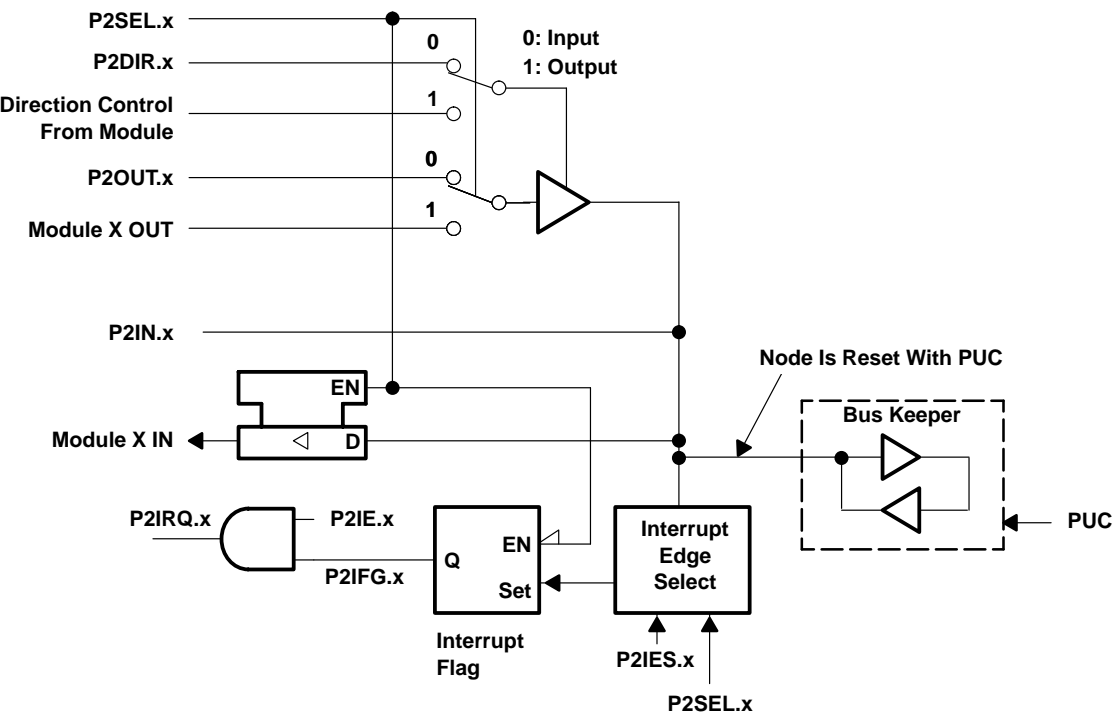 P2SEL.x
0
P2DIR.x
0: Input
1: Output
Direction Control
From Module
1
0
P2OUT.x
1
Module X OUT
P2IN.x
Node Is Reset With PUC
EN
Bus Keeper
Module X IN
D
P2IRQ.x
P2IE.x
P2IFG.x
Q
EN
Set
Interrupt
Edge
Select
PUC
Interrupt
Flag
P2IES.x
P2SEL.x